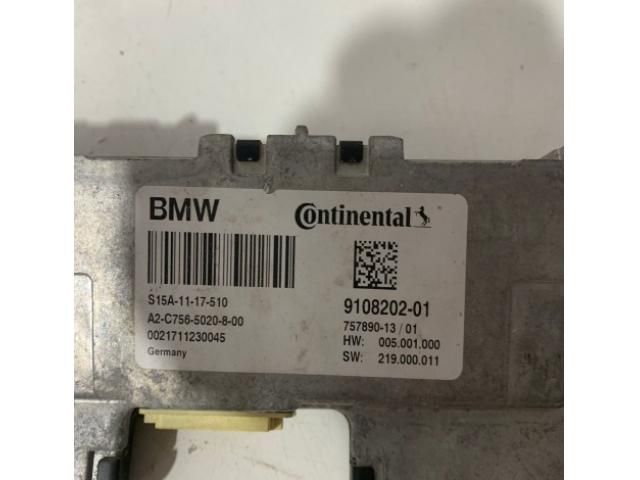 BMW Continental
S15A-11-17-510 9108202-01
A2-C756-5020-8-00 757890-13 / 01
0021711230045 HW: 005.001.000
Germany SW: 219.000.011